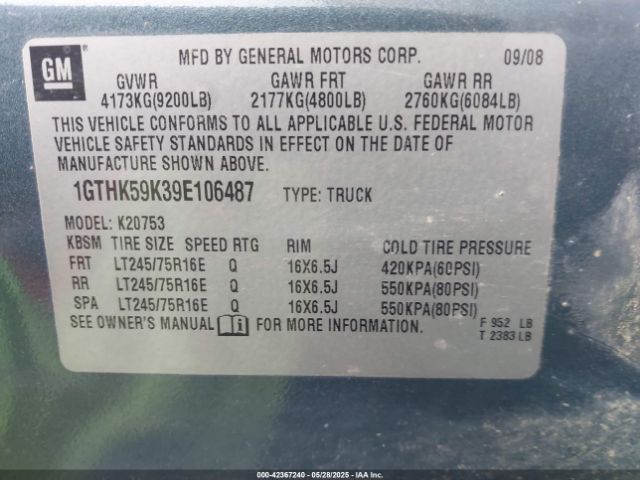 GM
MFD BY GENERAL MOTORS CORP. 09/08
GVWR GAWR FRT GAWR RR
4173KG(9200LB) 2177KG(4800LB) 2760KG(6084LB)
THIS VEHICLE CONFORMS TO ALL APPLICABLE U.S. FEDERAL MOTOR
VEHICLE SAFETY STANDARDS IN EFFECT ON THE DATE OF
MANUFACTURE SHOWN ABOVE.
1GTHK59K39E106487 TYPE: TRUCK
MODEL: K20753
KBSM TIRE SIZE SPEED RTG RIM COLD TIRE PRESSURE
FRT LT245/75R16E Q 16X6.5J 420KPA(60PSI)
RR LT245/75R16E Q 16X6.5J 550KPA(80PSI)
SPA LT245/75R16E Q 16X6.5J 550KPA(80PSI)
SEE OWNER'S MANUAL i FOR MORE INFORMATION.
F 952 LB
T 2383 LB
000-42367240 - 05/28/2025 - IAAI.COM